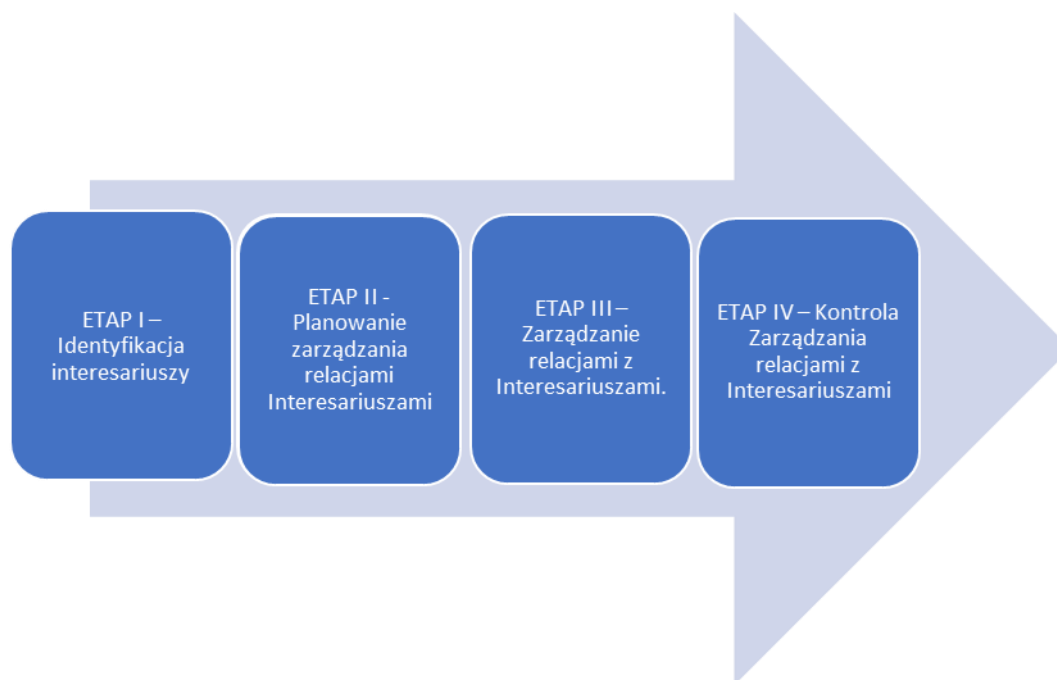 ETAP I –
Identyfikacja
interesariuszy
ETAP II -
Planowanie
zarządzania
relacjami
Interesariuszami
ETAP III –
Zarządzanie
relacjami z
Interesariuszami.
ETAP IV – Kontrola
Zarządzania
relacjami z
Interesariuszami